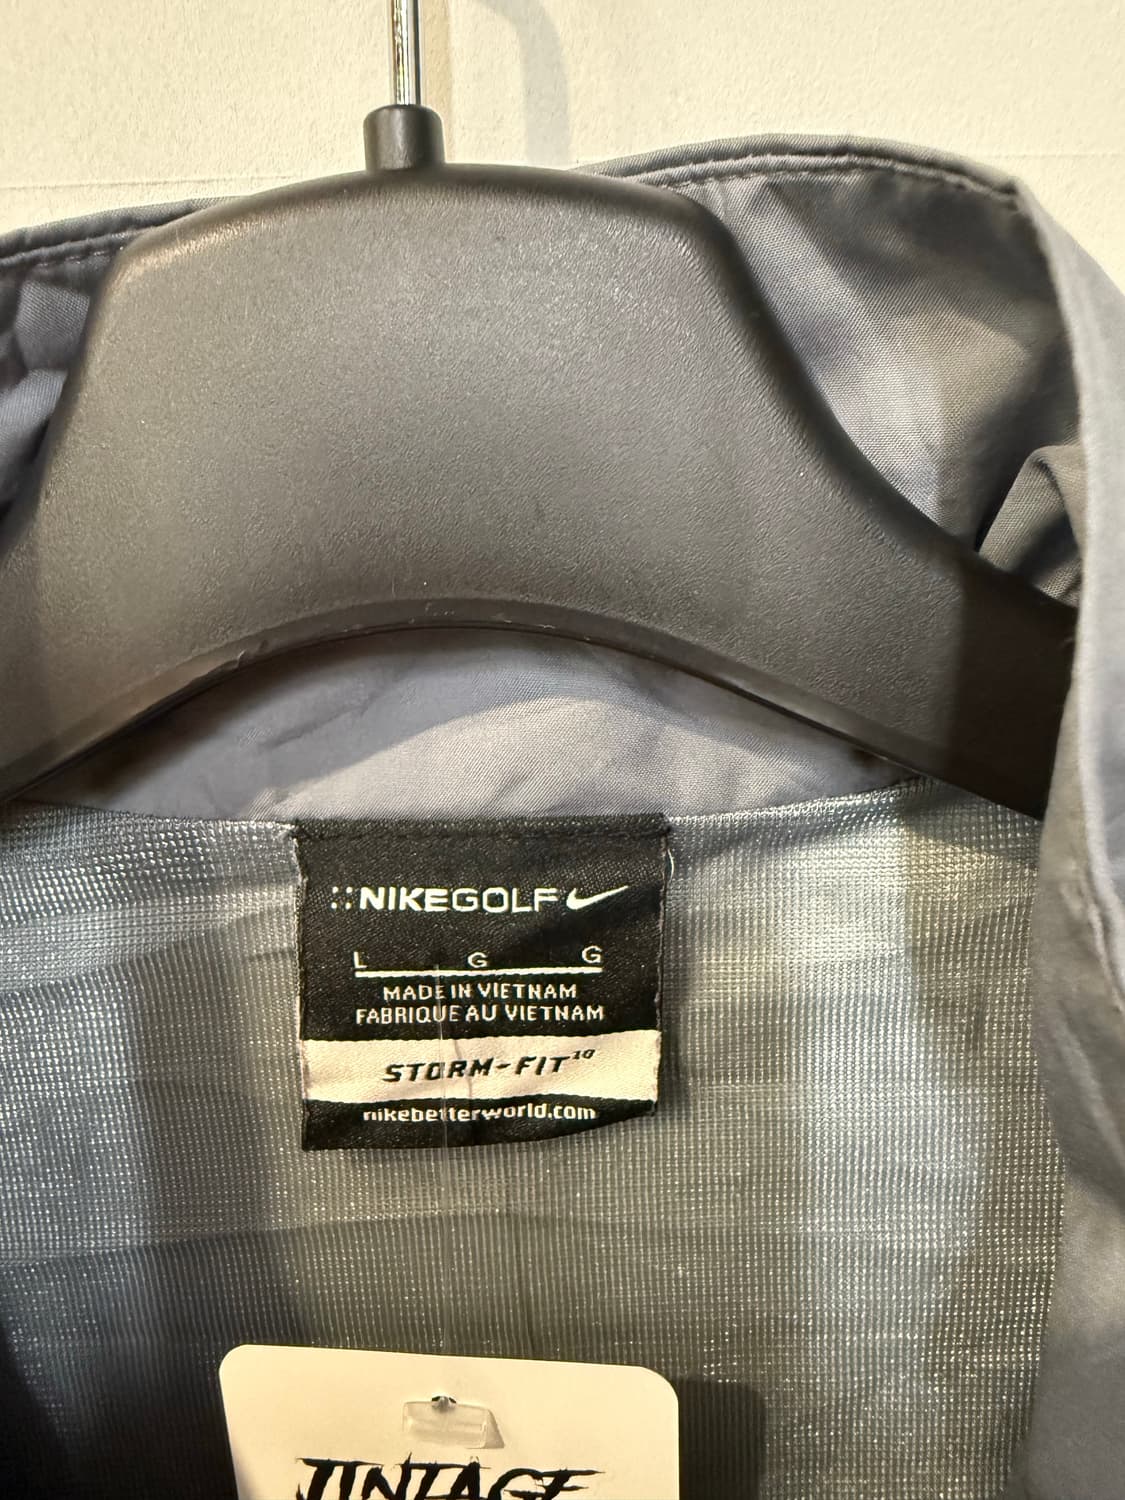 NIKEGOLF
L G G
MADE IN VIETNAM
FABRIQUE AU VIETNAM
STORM-FIT¹⁰
nikebetterworld.com